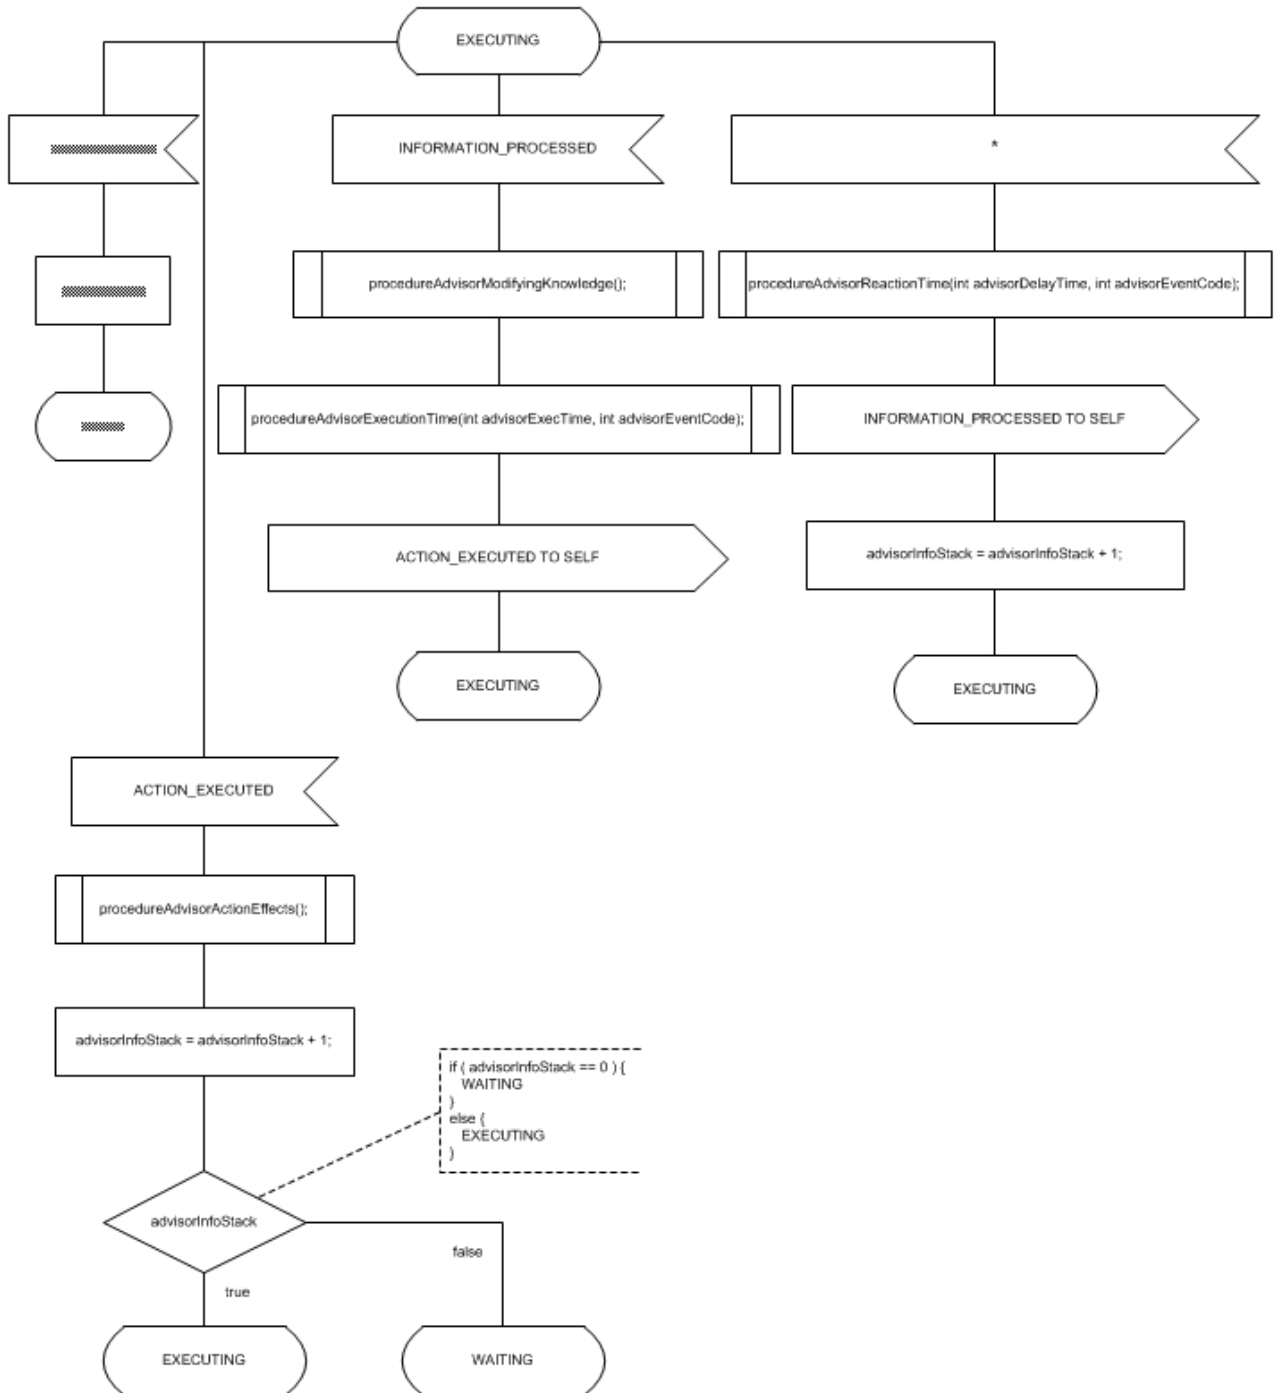 EXECUTING
INFORMATION_PROCESSED
*
procedureAdvisorModifyingKnowledge();
procedureAdvisorReactionTime(int advisorDelayTime, int advisorEventCode);
procedureAdvisorExecutionTime(int advisorExecTime, int advisorEventCode);
INFORMATION_PROCESSED TO SELF
ACTION_EXECUTED TO SELF
advisorInfoStack = advisorInfoStack + 1;
EXECUTING
EXECUTING
ACTION_EXECUTED
procedureAdvisorActionEffects();
advisorInfoStack = advisorInfoStack + 1;
if ( advisorInfoStack == 0 ) {
WAITING
}
else {
EXECUTING
}
advisorInfoStack
false
true
EXECUTING
WAITING